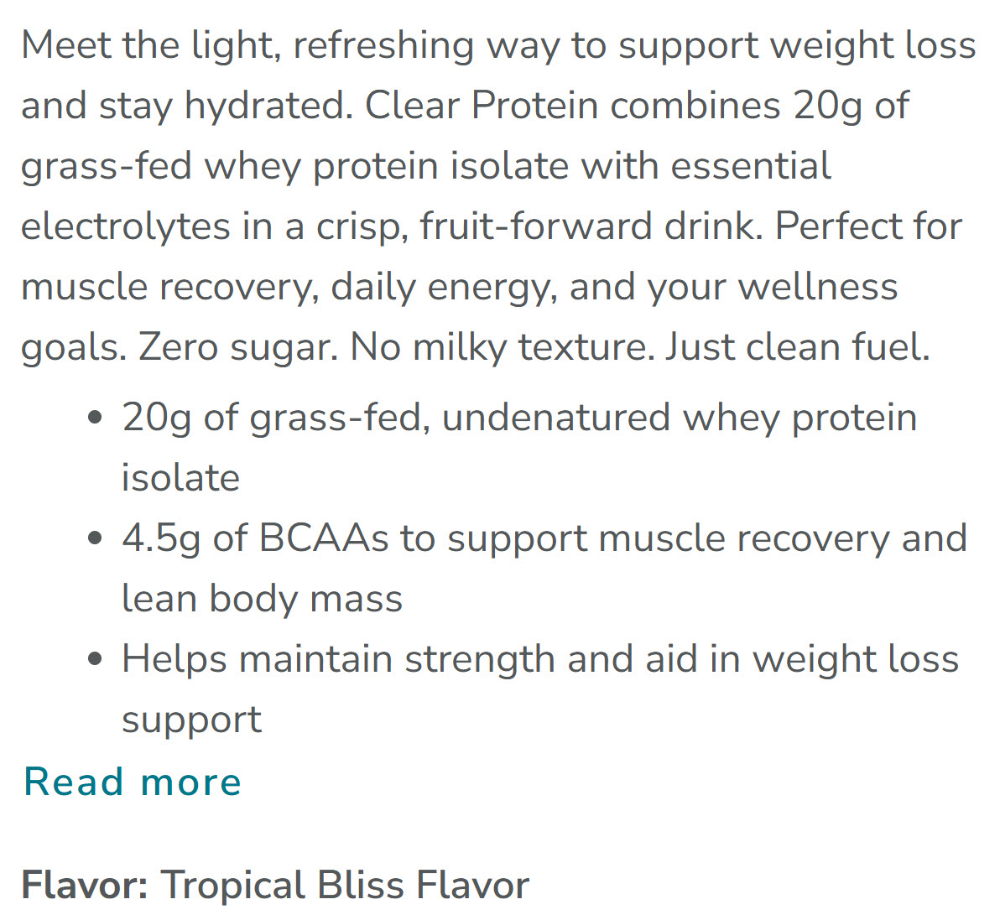 Meet the light, refreshing way to support weight loss
and stay hydrated. Clear Protein combines 20g of
grass-fed whey protein isolate with essential
electrolytes in a crisp, fruit-forward drink. Perfect for
muscle recovery, daily energy, and your wellness
goals. Zero sugar. No milky texture. Just clean fuel.
• 20g of grass-fed, undenatured whey protein
isolate
• 4.5g of BCAAs to support muscle recovery and
lean body mass
• Helps maintain strength and aid in weight loss
support
Read more
Flavor: Tropical Bliss Flavor